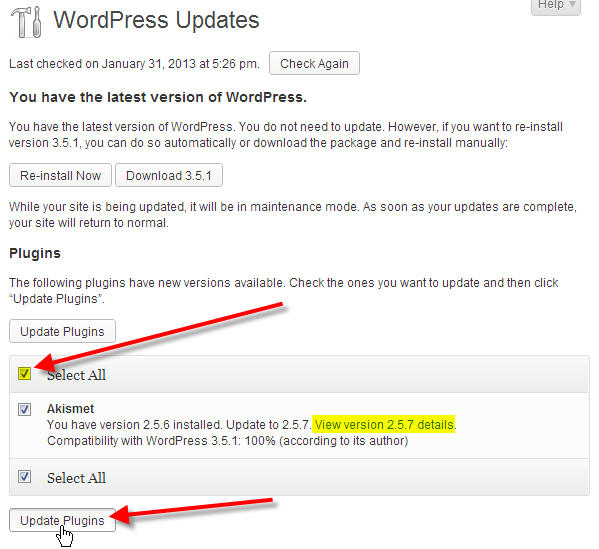 Help
WordPress Updates
Last checked on January 31, 2013 at 5:26 pm. Check Again
You have the latest version of WordPress.
You have the latest version of WordPress. You do not need to update. However, if you want to re-install
version 3.5.1, you can do so automatically or download the package and re-install manually:
Re-install Now Download 3.5.1
While your site is being updated, it will be in maintenance mode. As soon as your updates are complete,
your site will return to normal.
Plugins
The following plugins have new versions available. Check the ones you want to update and then click
“Update Plugins”.
Update Plugins
Select All
Akismet
You have version 2.5.6 installed. Update to 2.5.7. View version 2.5.7 details.
Compatibility with WordPress 3.5.1: 100% (according to its author)
Select All
Update Plugins